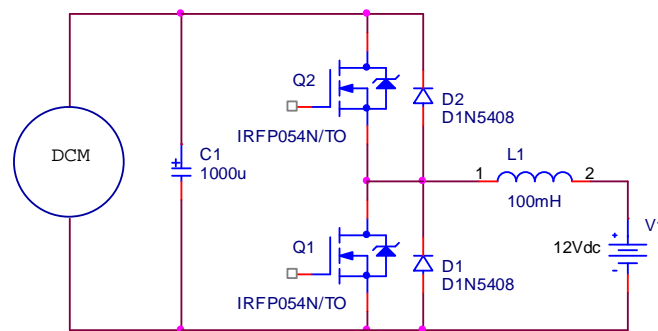 DCM
C1
1000u
Q2
IRFP054N/TO
D2
D1N5408
Q1
IRFP054N/TO
D1
D1N5408
L1
1 2
100mH
12Vdc
+
-